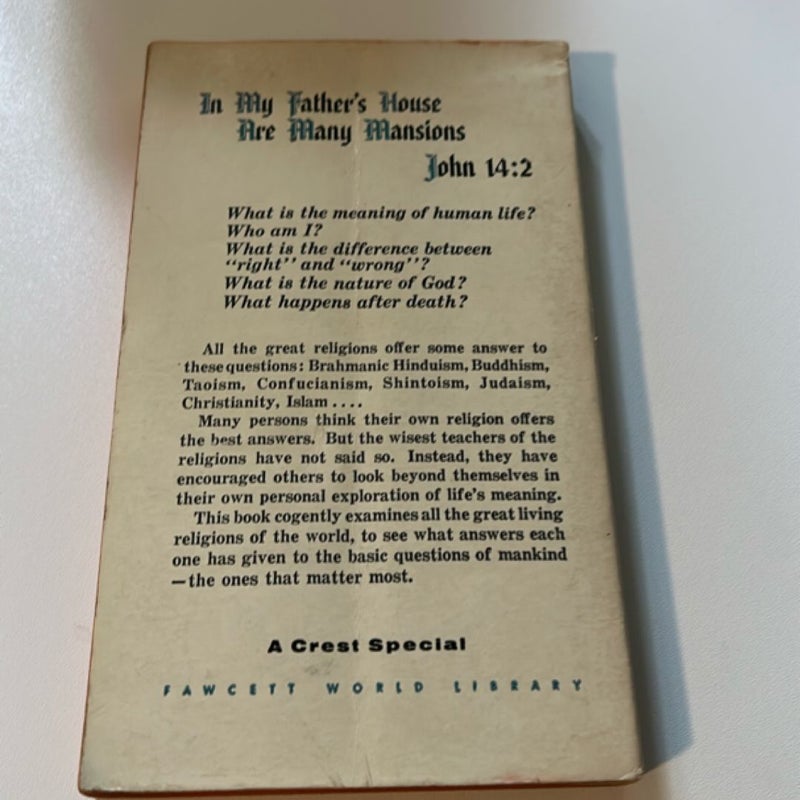 In My Father's House
Are Many Mansions
John 14:2
What is the meaning of human life?
Who am I?
What is the difference between
“right” and “wrong”?
What is the nature of God?
What happens after death?
All the great religions offer some answer to
these questions: Brahmanic Hinduism, Buddhism,
Taoism, Confucianism, Shintoism, Judaism,
Christianity, Islam . . . .
Many persons think their own religion offers
the best answers. But the wisest teachers of the
religions have not said so. Instead, they have
encouraged others to look beyond themselves in
their own personal exploration of life's meaning.
This book cogently examines all the great living
religions of the world, to see what answers each
one has given to the basic questions of mankind
—the ones that matter most.
A Crest Special
FAWCETT WORLD LIBRARY